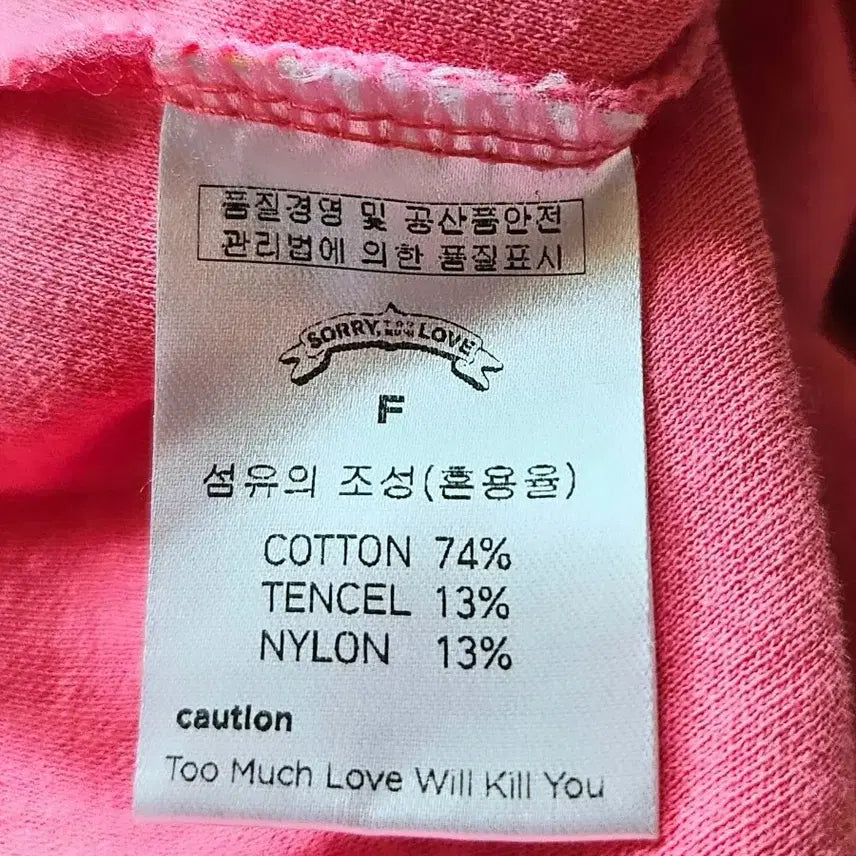 품질경영 및 공산품안전
관리법에 의한 품질표시
SORRY, TOO MUCH LOVE
F
섬유의 조성(혼용율)
COTTON 74%
TENCEL 13%
NYLON 13%
caution
Too Much Love Will Kill You